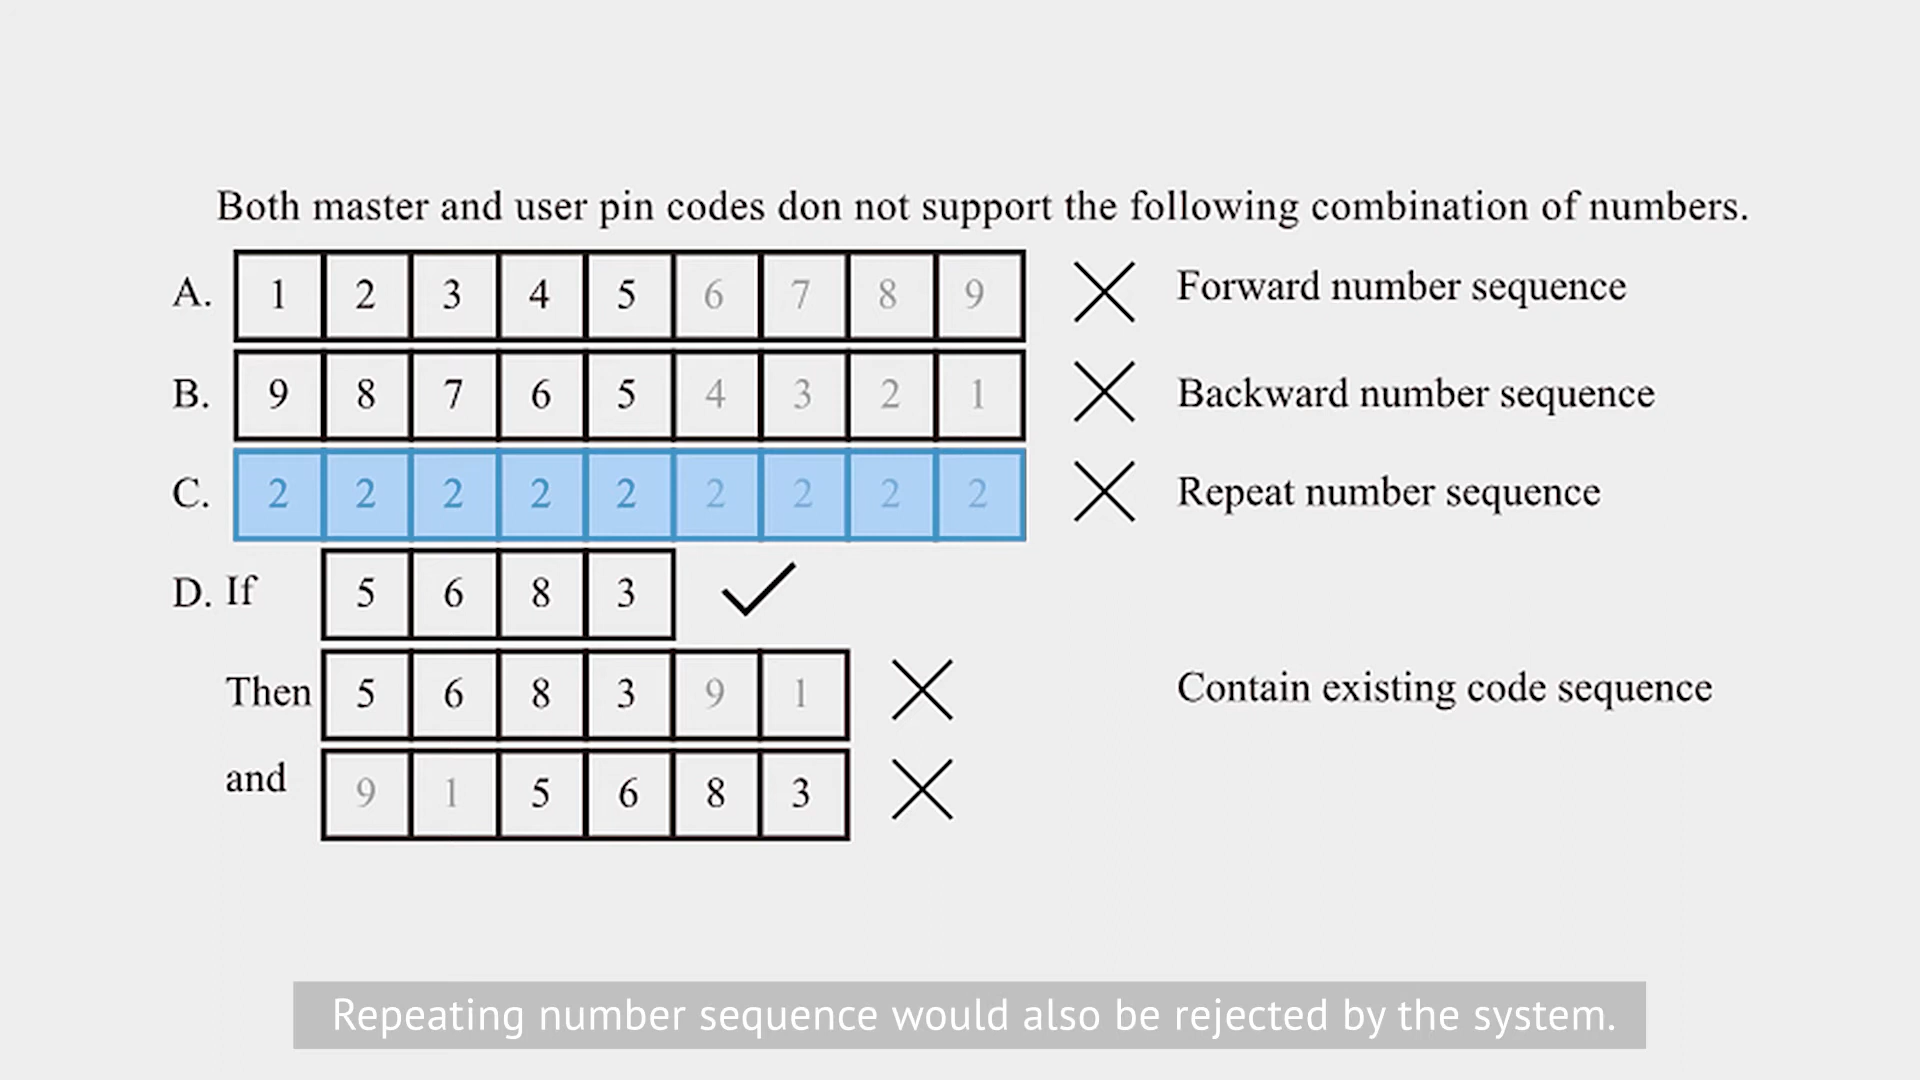 Both master and user pin codes don not support the following combination of numbers.
A. 1 2 3 4 5 6 7 8 9 Forward number sequence
B. 9 8 7 6 5 4 3 2 1 Backward number sequence
C. 2 2 2 2 2 2 2 2 2 Repeat number sequence
D. If 5 6 8 3
Then 5 6 8 3 9 1 Contain existing code sequence
and 9 1 5 6 8 3
Repeating number sequence would also be rejected by the system.